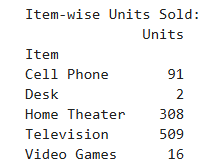 Item-wise Units Sold:
Units
Item
Cell Phone 91
Desk 2
Home Theater 308
Television 509
Video Games 16